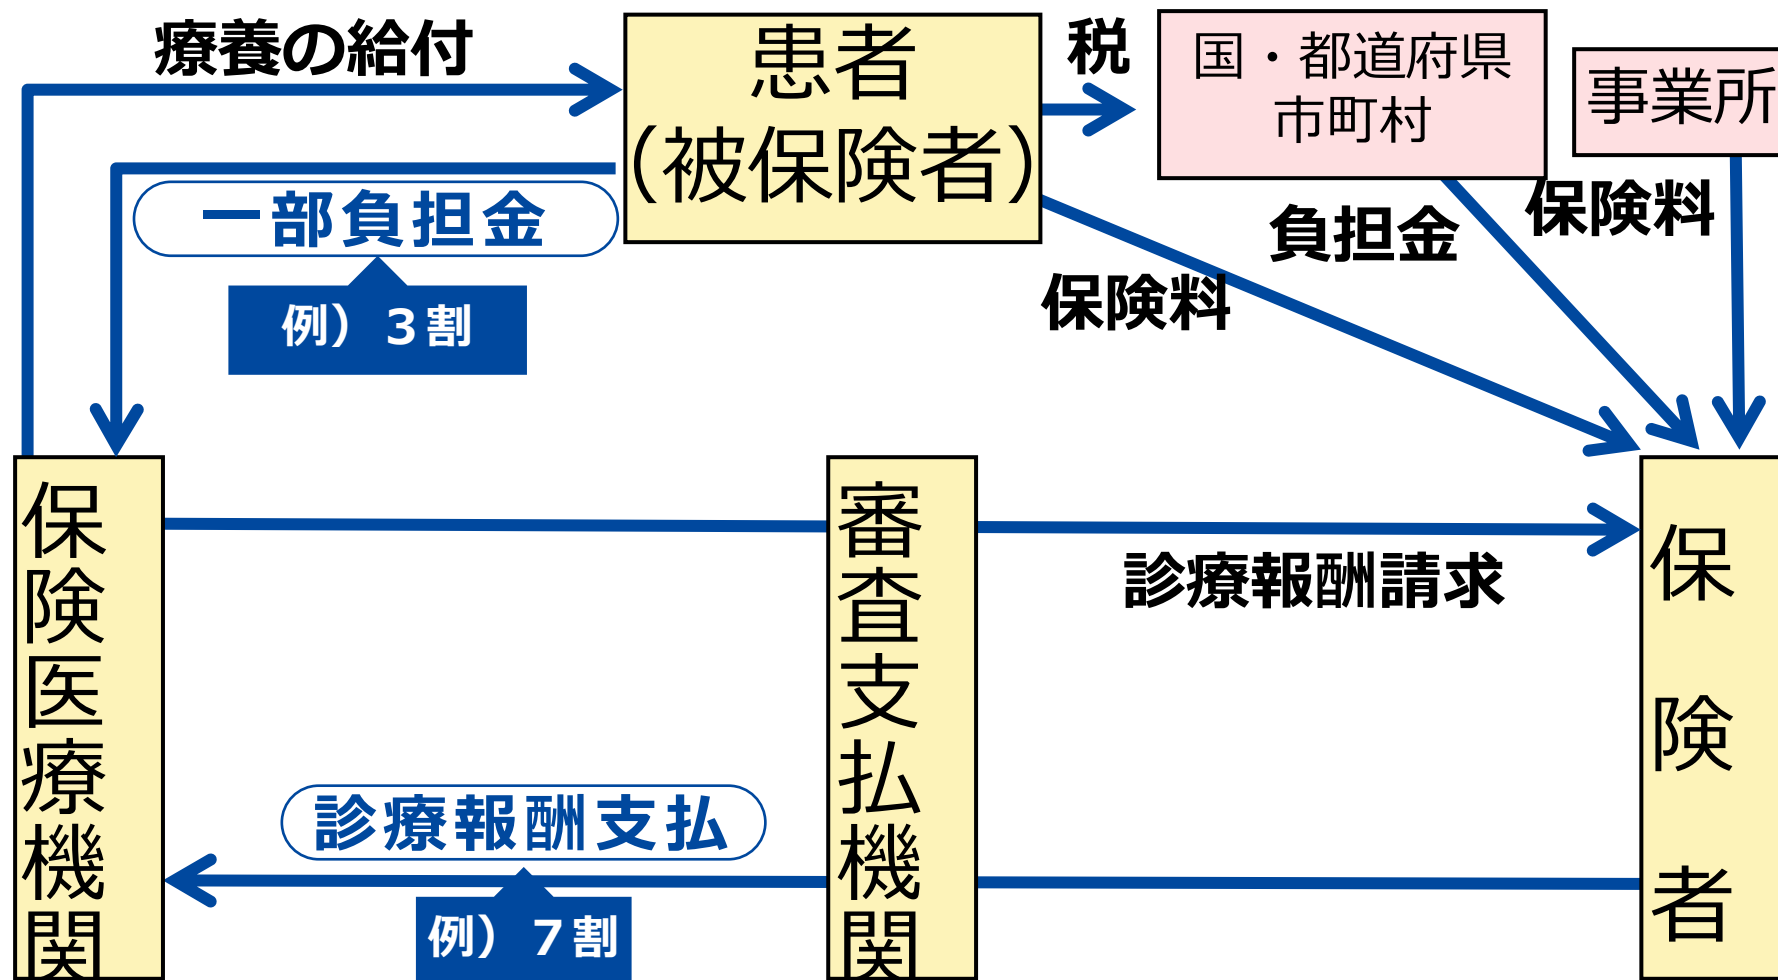 療養の給付
患者
（被保険者）
税
国・都道府県
市町村
事業所
一部負担金
例）３割
保険料
負担金
保険料
保険医療機関
審査支払機関
保険者
診療報酬請求
診療報酬支払
例）７割